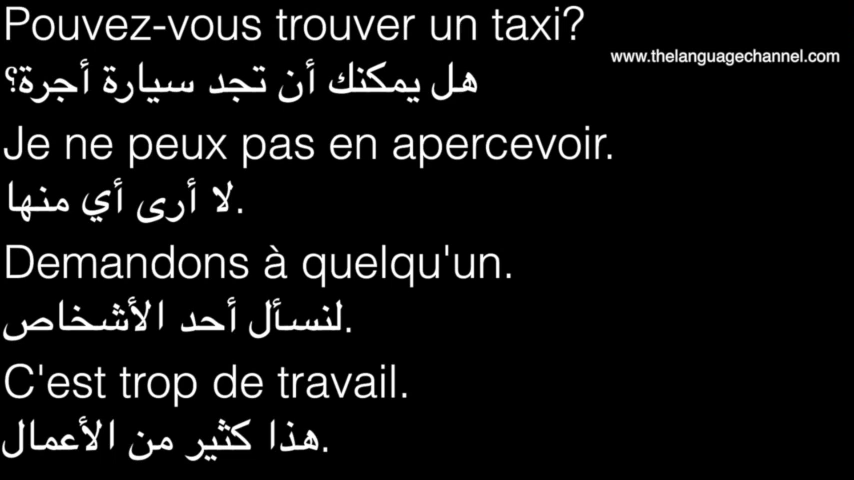 Pouvez-vous trouver un taxi?
www.thelanguagechannel.com
هل يمكنك أن تجد سيارة أجرة؟
Je ne peux pas en apercevoir.
لا أرى أي منها.
Demandons à quelqu'un.
لنسأل أحد الأشخاص.
C'est trop de travail.
هذا كثير من الأعمال.